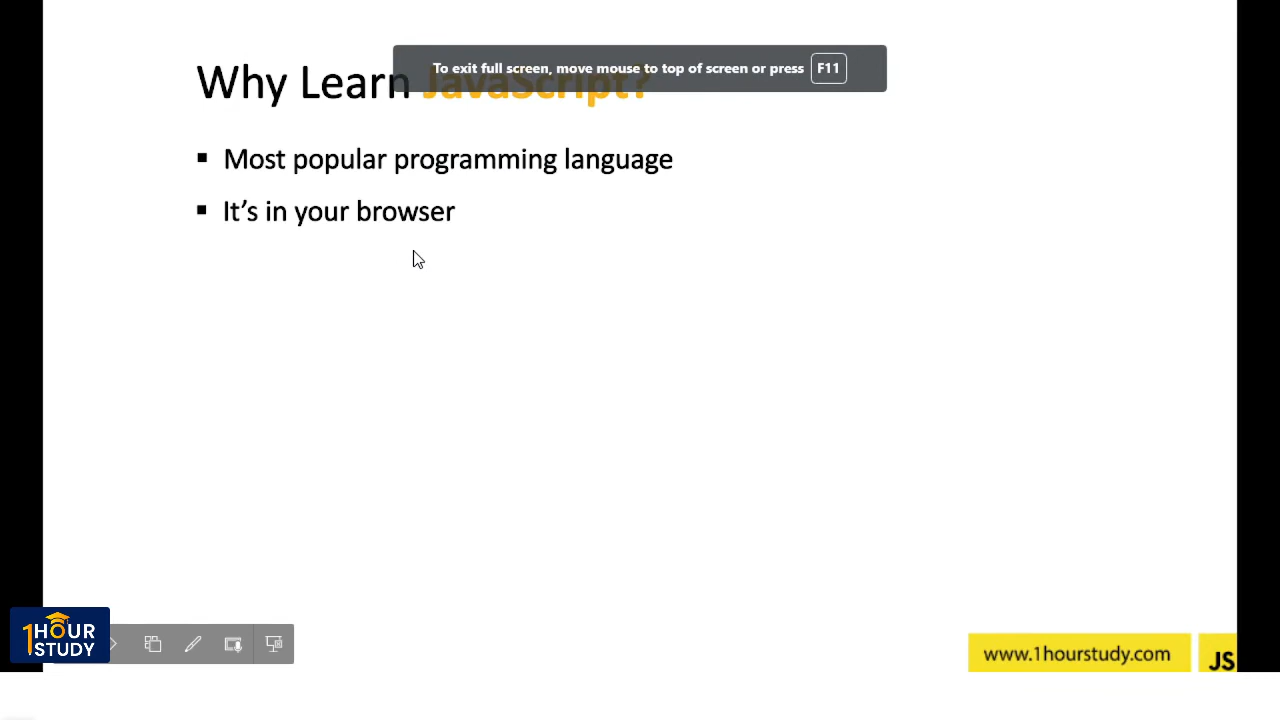 To exit full screen, move mouse to top of screen or press F11
Why Learn JavaScript?
▪ Most popular programming language
▪ It’s in your browser
1HOUR
STUDY
www.1hourstudy.com
JS